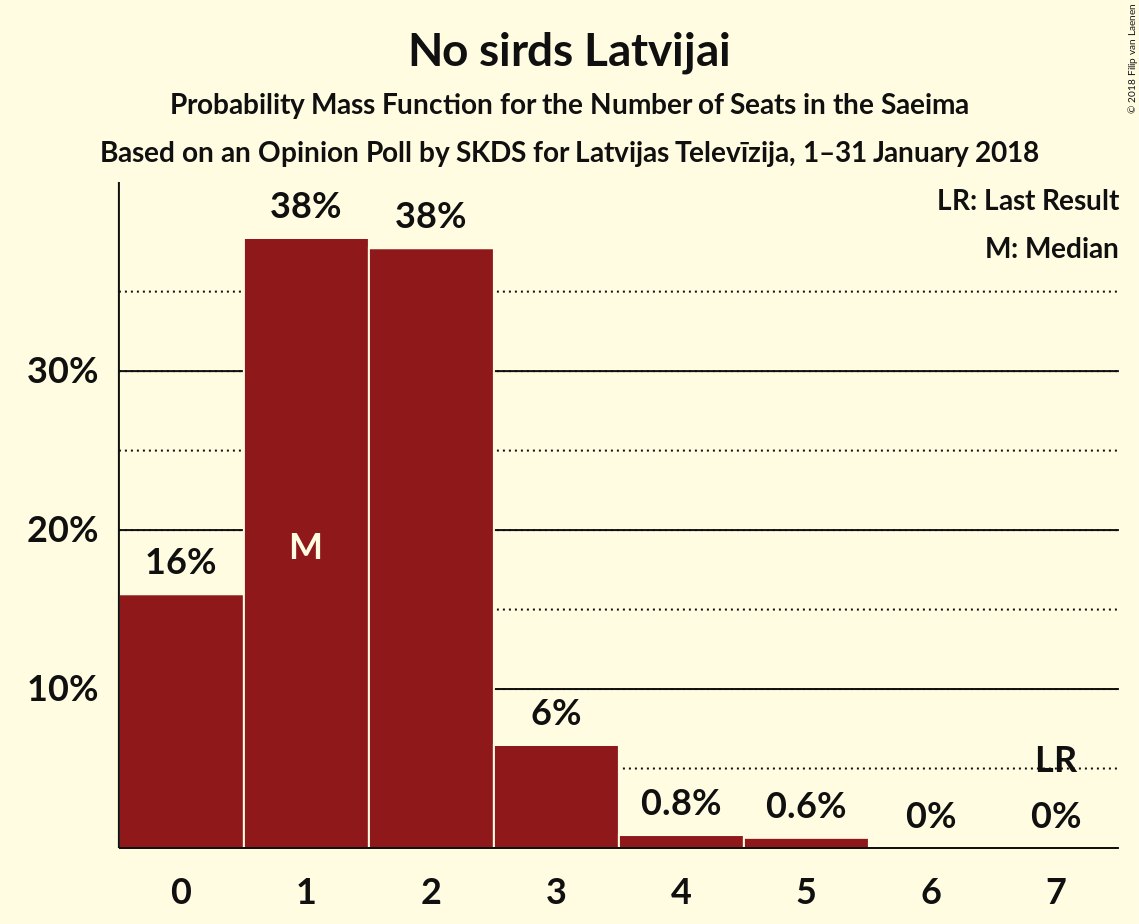 No sirds Latvijai
Probability Mass Function for the Number of Seats in the Saeima
Based on an Opinion Poll by SKDS for Latvijas Televīzija, 1–31 January 2018
© 2018 Filip van Laenen
LR: Last Result
M: Median
38%
38%
30%
20%
16%
M
10%
6%
LR
0.8%
0.6%
0%
0%
0
1
2
3
4
5
6
7